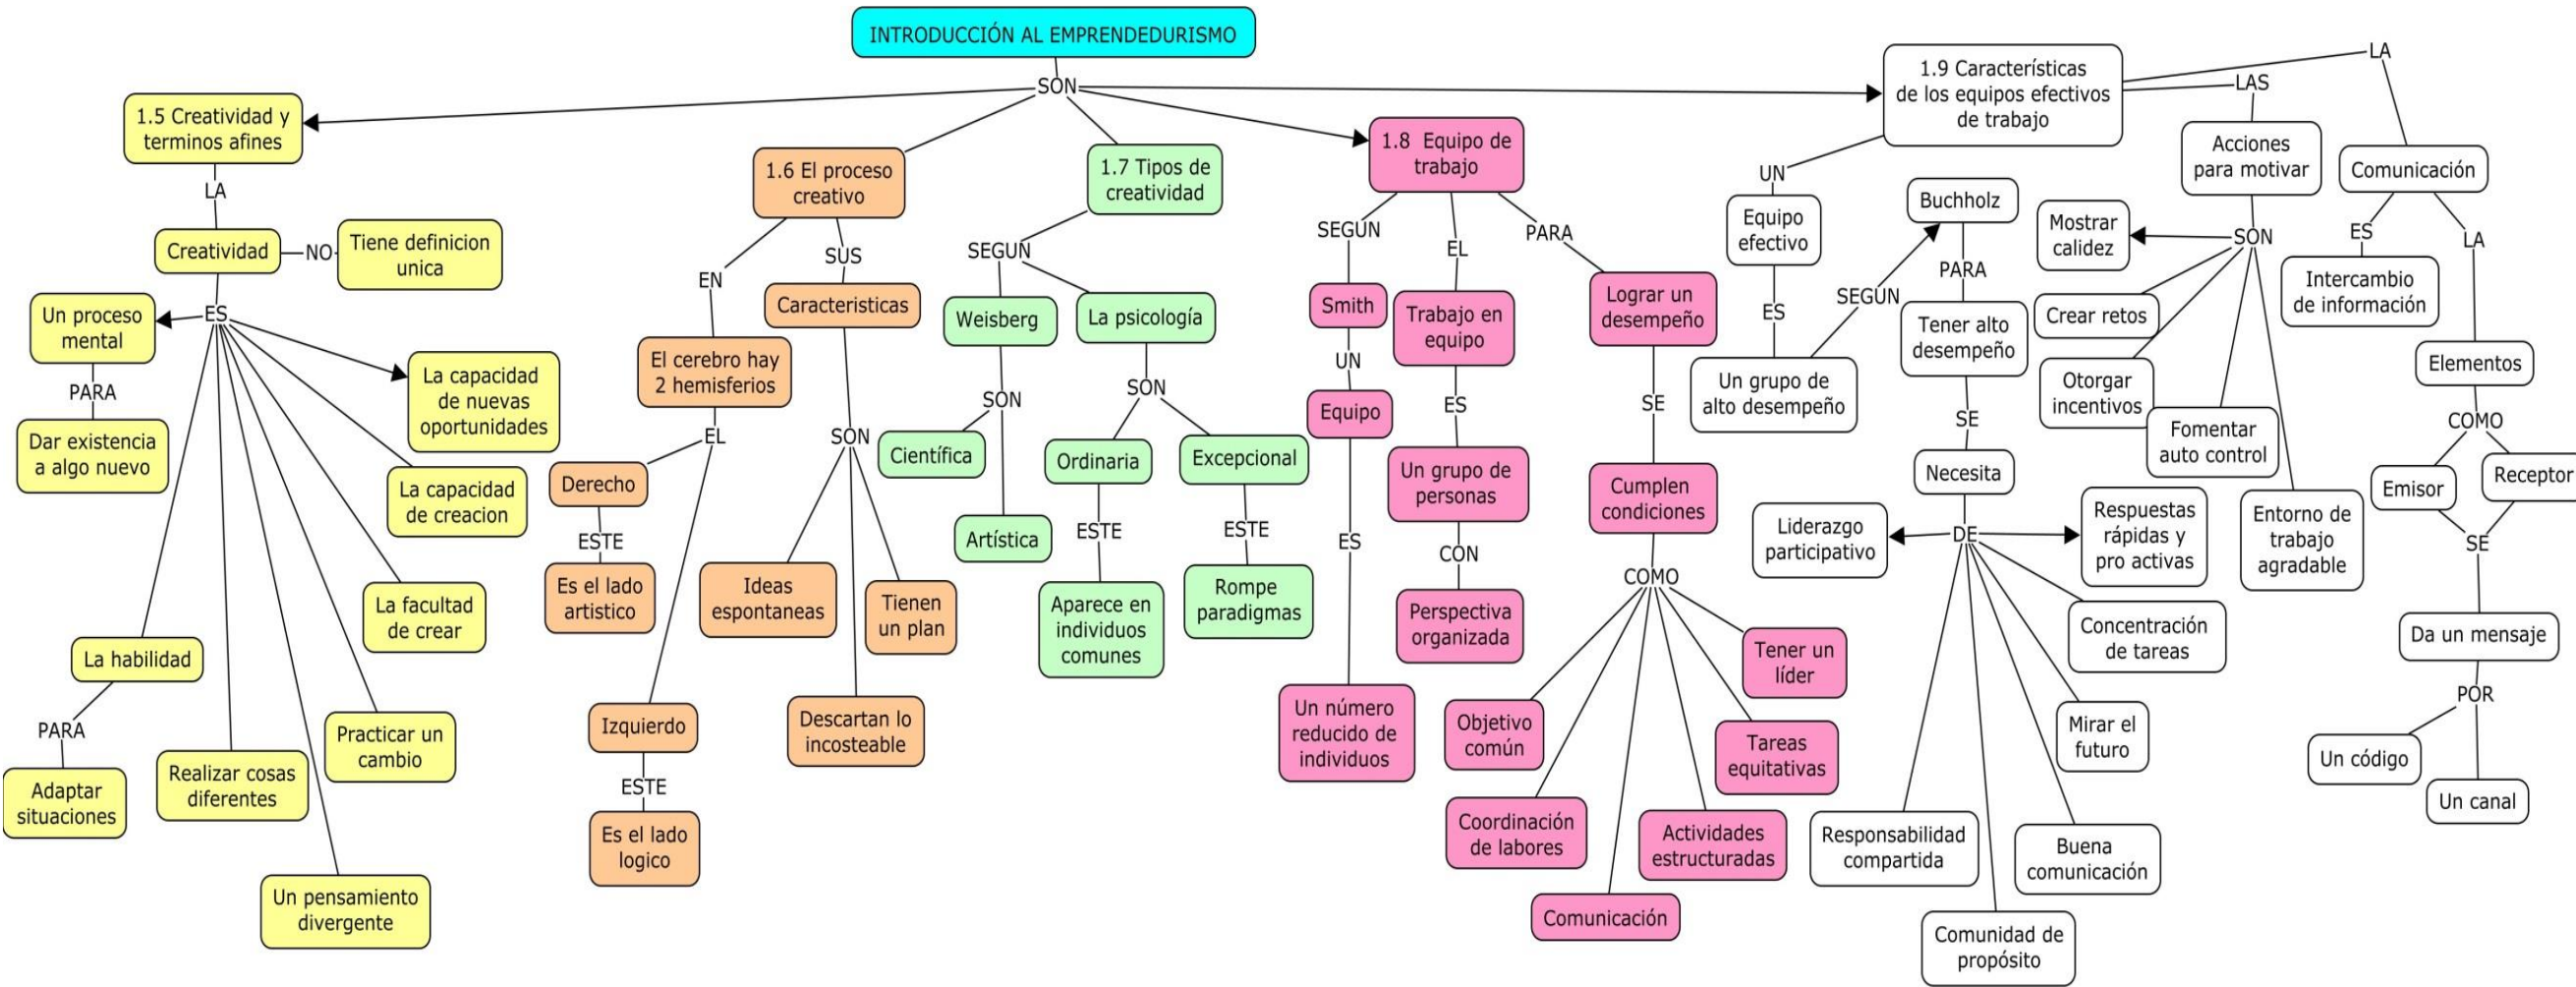 INTRODUCCIÓN AL EMPRENDEDURISMO
SON
1.5 Creatividad y
terminos afines
LA
Creatividad
NO
Tiene definicion
unica
ES
Un proceso
mental
PARA
Dar existencia
a algo nuevo
La capacidad
de nuevas
oportunidades
La capacidad
de creacion
La facultad
de crear
Practicar un
cambio
Un pensamiento
divergente
Realizar cosas
diferentes
La habilidad
PARA
Adaptar
situaciones
1.6 El proceso
creativo
EN
El cerebro hay
2 hemisferios
EL
Derecho
ESTE
Es el lado
artistico
Izquierdo
ESTE
Es el lado
logico
SUS
Caracteristicas
SON
Ideas
espontaneas
Descartan lo
incosteable
Tienen
un plan
1.7 Tipos de
creatividad
SEGÚN
Weisberg
SON
Científica
Artística
La psicología
SON
Ordinaria
ESTE
Aparece en
individuos
comunes
Excepcional
ESTE
Rompe
paradigmas
1.8 Equipo de
trabajo
SEGÚN
Smith
UN
Equipo
ES
Un número
reducido de
individuos
EL
Trabajo en
equipo
ES
Un grupo de
personas
CON
Perspectiva
organizada
PARA
Lograr un
desempeño
SE
Cumplen
condiciones
COMO
Objetivo
común
Coordinación
de labores
Comunicación
Actividades
estructuradas
Tareas
equitativas
Tener un
líder
1.9 Características
de los equipos efectivos
de trabajo
UN
Equipo
efectivo
ES
Un grupo de
alto desempeño
SEGÚN
Buchholz
PARA
Tener alto
desempeño
SE
Necesita
DE
Liderazgo
participativo
Responsabilidad
compartida
Comunidad de
propósito
Buena
comunicación
Mirar el
futuro
Concentración
de tareas
Respuestas
rápidas y
pro activas
LAS
Acciones
para motivar
SON
Mostrar
calidez
Crear retos
Otorgar
incentivos
Fomentar
auto control
Entorno de
trabajo
agradable
LA
Comunicación
ES
Intercambio
de información
LA
Elementos
COMO
Emisor
Receptor
SE
Da un mensaje
POR
Un código
Un canal